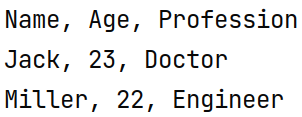 Name, Age, Profession
Jack, 23, Doctor
Miller, 22, Engineer